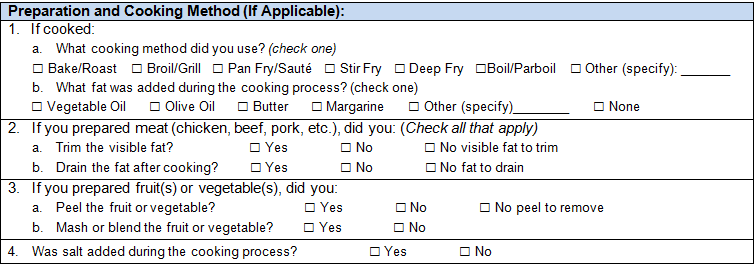 Preparation and Cooking Method (If Applicable):
1. If cooked:
a. What cooking method did you use? (check one)
☐ Bake/Roast ☐ Broil/Grill ☐ Pan Fry/Sauté ☐ Stir Fry ☐ Deep Fry ☐Boil/Parboil ☐ Other (specify): _______
b. What fat was added during the cooking process? (check one)
☐ Vegetable Oil ☐ Olive Oil ☐ Butter ☐ Margarine ☐ Other (specify)________ ☐ None
2. If you prepared meat (chicken, beef, pork, etc.), did you: (Check all that apply)
a. Trim the visible fat? ☐ Yes ☐ No ☐ No visible fat to trim
b. Drain the fat after cooking? ☐ Yes ☐ No ☐ No fat to drain
3. If you prepared fruit(s) or vegetable(s), did you:
a. Peel the fruit or vegetable? ☐ Yes ☐ No ☐ No peel to remove
b. Mash or blend the fruit or vegetable? ☐ Yes ☐ No
4. Was salt added during the cooking process? ☐ Yes ☐ No